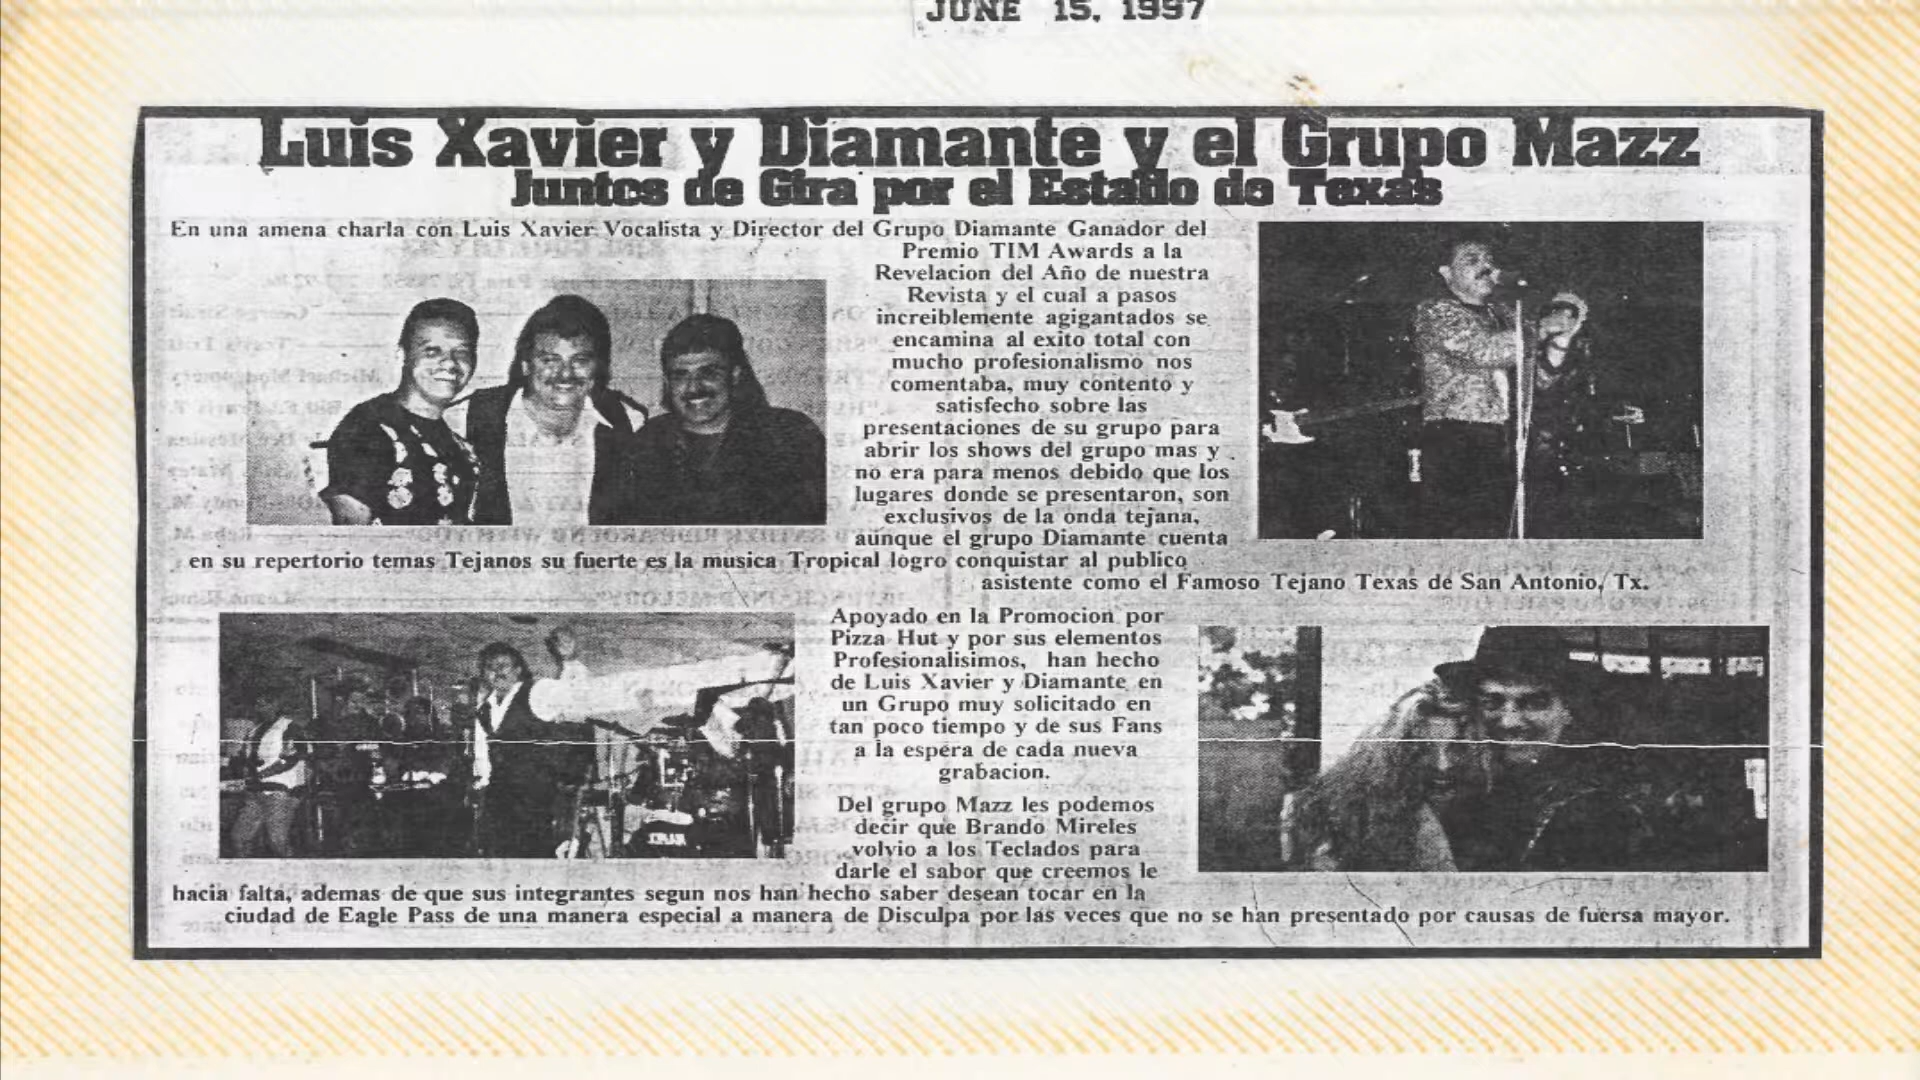 JUNE 15, 1997
Luis Xavier y Diamante y el Grupo Mazz
Juntos de Gira por el Estado de Texas
En una amena charla con Luis Xavier Vocalista y Director del Grupo Diamante Ganador del
Premio TIM Awards a la
Revelacion del Año de nuestra
Revista y el cual a pasos
increiblemente agigantados se
encamina al exito total con
mucho profesionalismo nos
comentaba, muy contento y
satisfecho sobre las
presentaciones de su grupo para
abrir los shows del grupo mas y
no era para menos debido que los
lugares donde se presentaron, son
exclusivos de la onda tejana,
aunque el grupo Diamante cuenta
en su repertorio temas Tejanos su fuerte es la musica Tropical logro conquistar al publico
asistente como el Famoso Tejano Texas de San Antonio, Tx.
Apoyado en la Promocion por
Pizza Hut y por sus elementos
Profesionalisimos, han hecho
de Luis Xavier y Diamante en
un Grupo muy solicitado en
tan poco tiempo y de sus Fans
a la espera de cada nueva
grabacion.
Del grupo Mazz les podemos
decir que Brando Mireles
volvio a los Teclados para
darle el sabor que creemos le
hacia falta, ademas de que sus integrantes segun nos han hecho saber desean tocar en la
ciudad de Eagle Pass de una manera especial a manera de Disculpa por las veces que no se han presentado por causas de fuersa mayor.